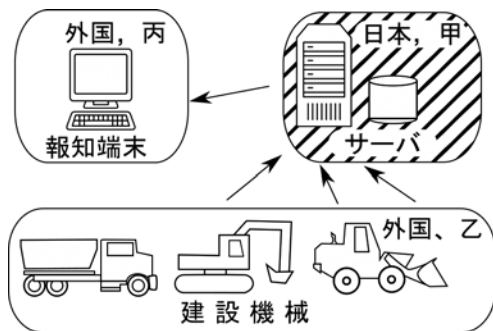 外国，丙
報知端末
日本，甲
サーバ
外国、乙
建設機械